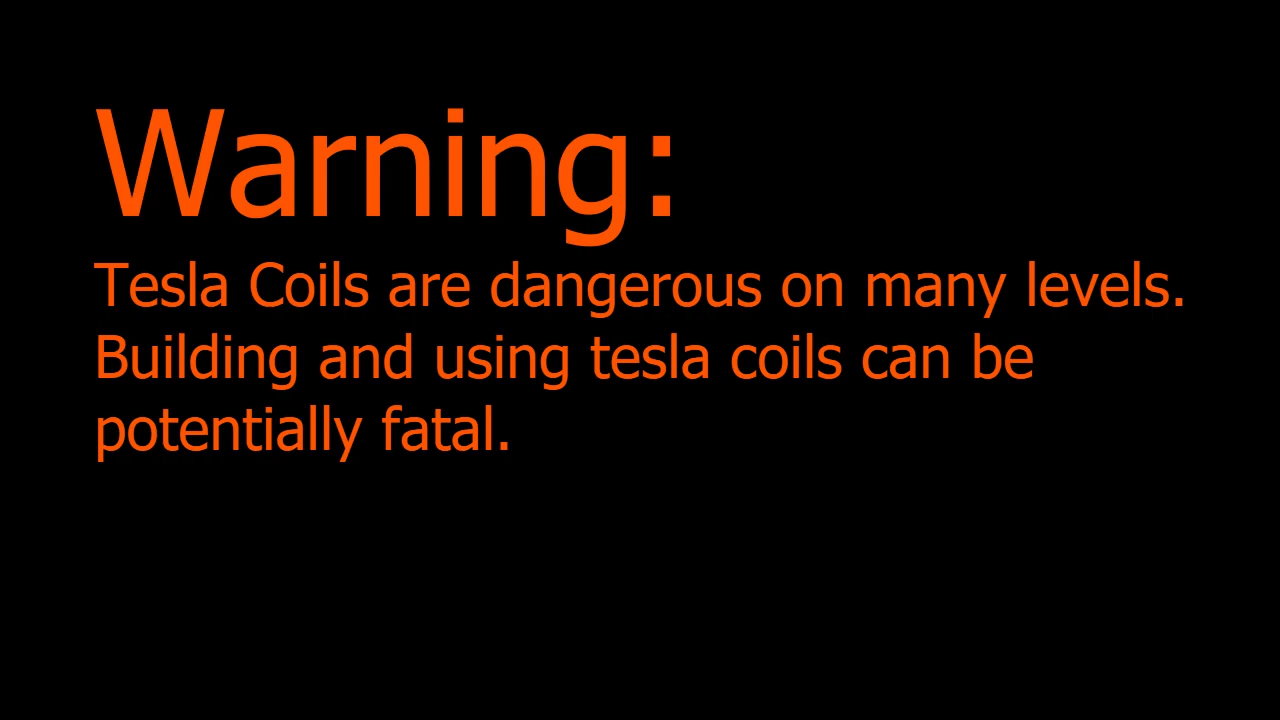 Warning:
Tesla Coils are dangerous on many levels.
Building and using tesla coils can be
potentially fatal.